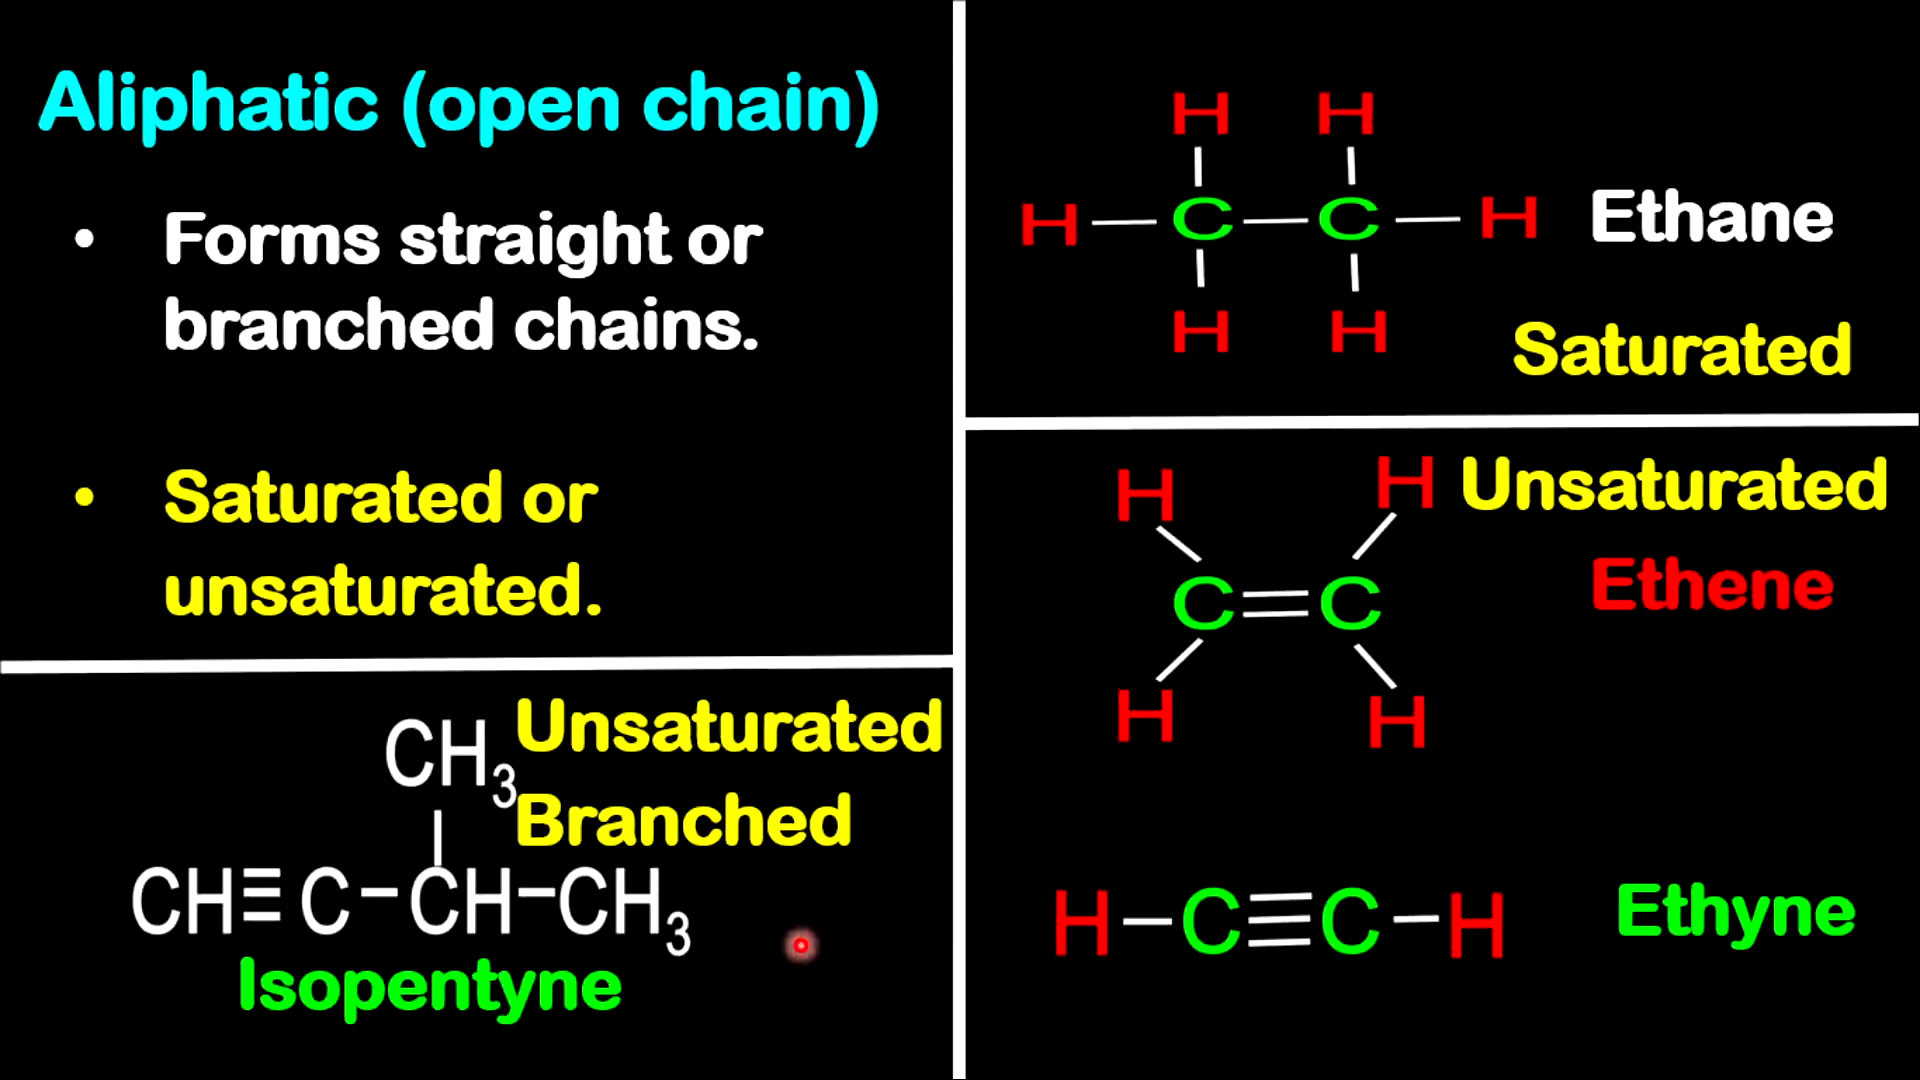 Aliphatic (open chain)
• Forms straight or
branched chains.
• Saturated or
unsaturated.
CH3
Unsaturated
Branched
CH≡C-CH-CH3
Isopentyne
H H
H-C-C-H
H H
Ethane
Saturated
H H
Unsaturated
C=C
Ethene
H H
H-C≡C-H
Ethyne